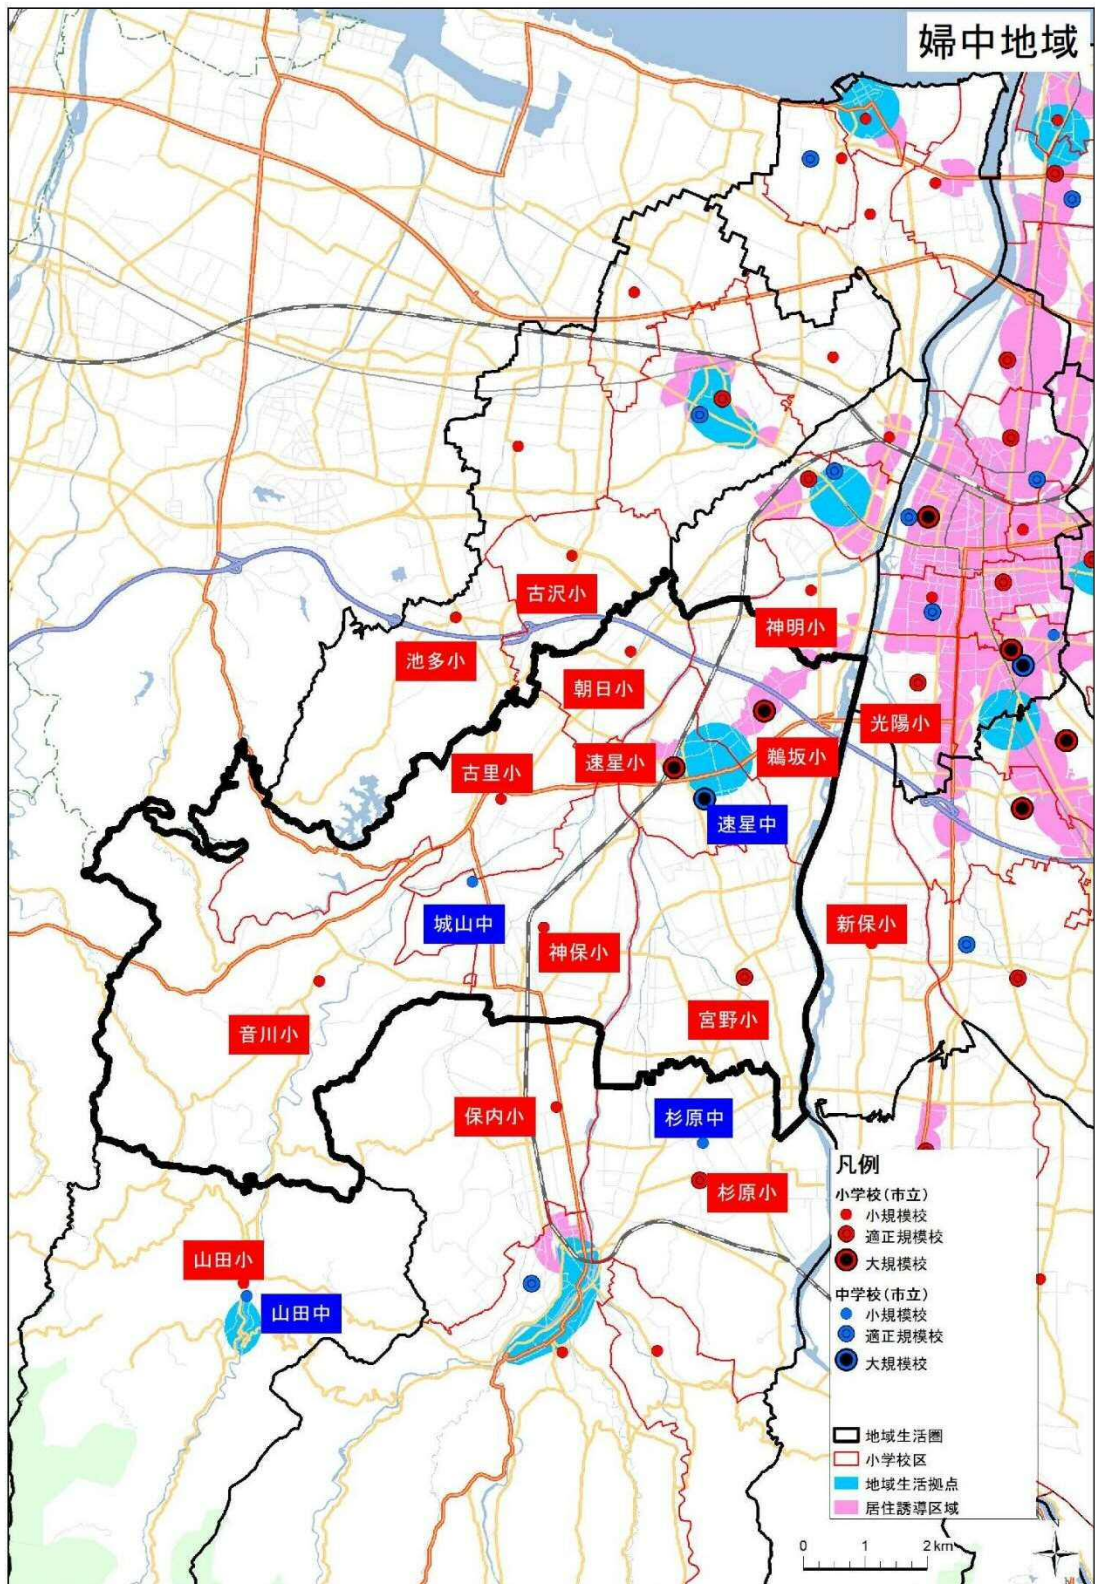 婦中地域
古沢小
神明小
池多小
朝日小
光陽小
古里小
速星小
鵜坂小
速星中
城山中
神保小
新保小
音川小
宮野小
保内小
杉原中
杉原小
山田小
山田中
凡例
小学校(市立)
小規模校
適正規模校
大規模校
中学校(市立)
小規模校
適正規模校
大規模校
地域生活圏
小学校区
地域生活拠点
居住誘導区域
0 1 2 km